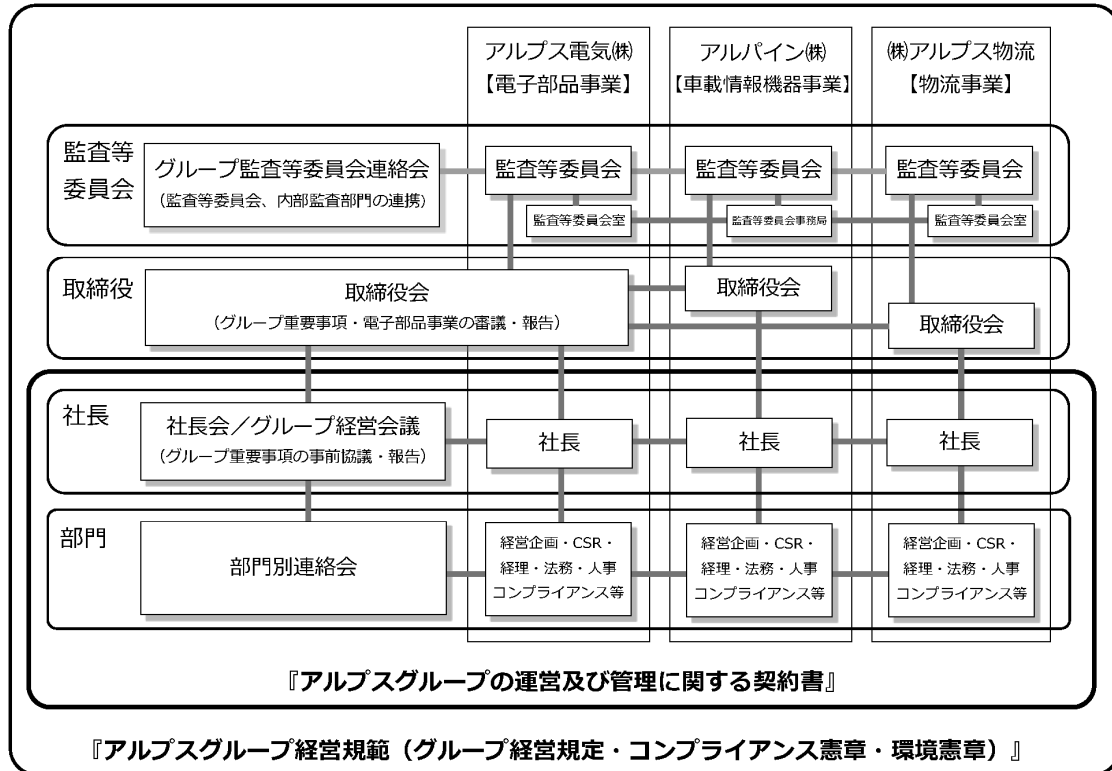 アルプス電気㈱
【電子部品事業】
アルパイン㈱
【車載情報機器事業】
㈱アルプス物流
【物流事業】
監査等
委員会
グループ監査等委員会連絡会
(監査等委員会、内部監査部門の連携)
監査等委員会
監査等委員会
監査等委員会
監査等委員会室
監査等委員会事務局
監査等委員会室
取締役
取締役会
(グループ重要事項・電子部品事業の審議・報告)
取締役会
取締役会
社長
社長会／グループ経営会議
(グループ重要事項の事前協議・報告)
社長
社長
社長
部門
部門別連絡会
経営企画・CSR・
経理・法務・人事
コンプライアンス等
経営企画・CSR・
経理・法務・人事
コンプライアンス等
経営企画・CSR・
経理・法務・人事
コンプライアンス等
『アルプスグループの運営及び管理に関する契約書』
『アルプスグループ経営規範（グループ経営規定・コンプライアンス憲章・環境憲章）』